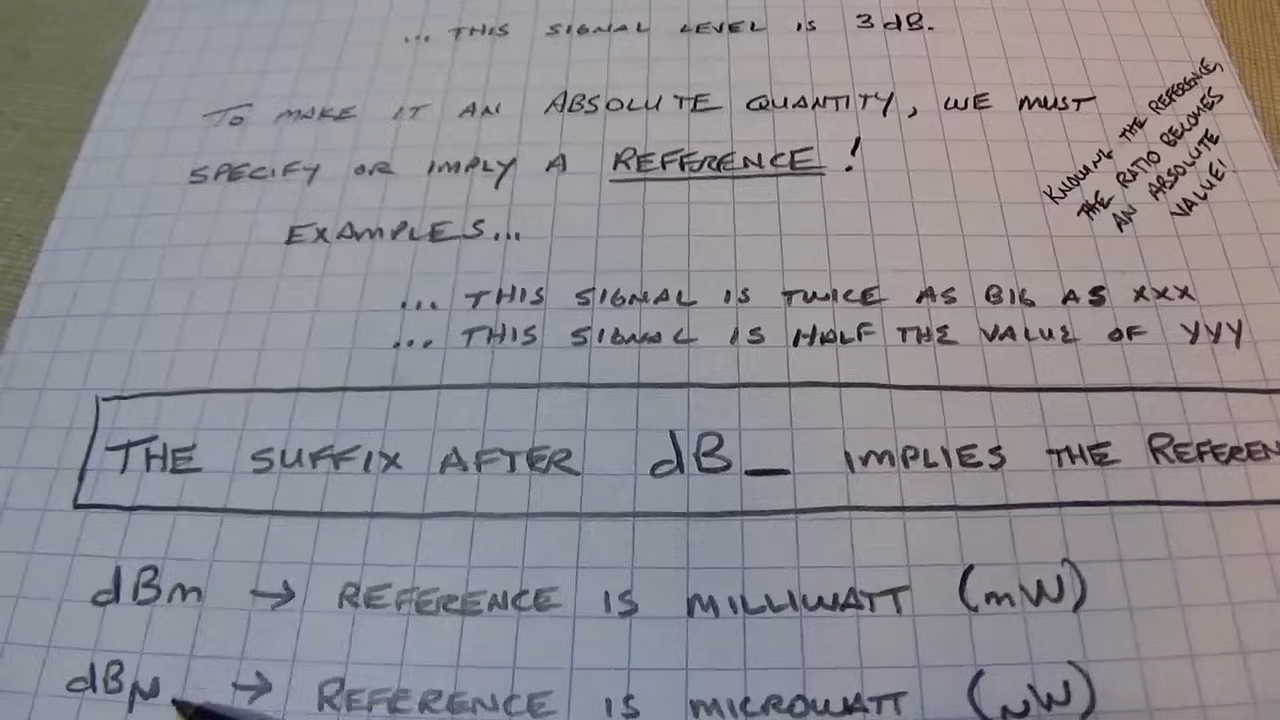 ... THIS SIGNAL LEVEL IS 3dB.
TO MAKE IT AN ABSOLUTE QUANTITY, WE MUST
SPECIFY OR IMPLY A REFERENCE!
KNOWING THE REFERENCE,
THE RATIO BECOMES
AN ABSOLUTE
VALUE!
EXAMPLES...
... THIS SIGNAL IS TWICE AS BIG AS XXX
... THIS SIGNAL IS HALF THE VALUE OF YYY
THE SUFFIX AFTER dB_ IMPLIES THE REFEREN
dBm → REFERENCE IS MILLIWATT (mW)
dBµ → REFERENCE IS MICROWATT (µW)